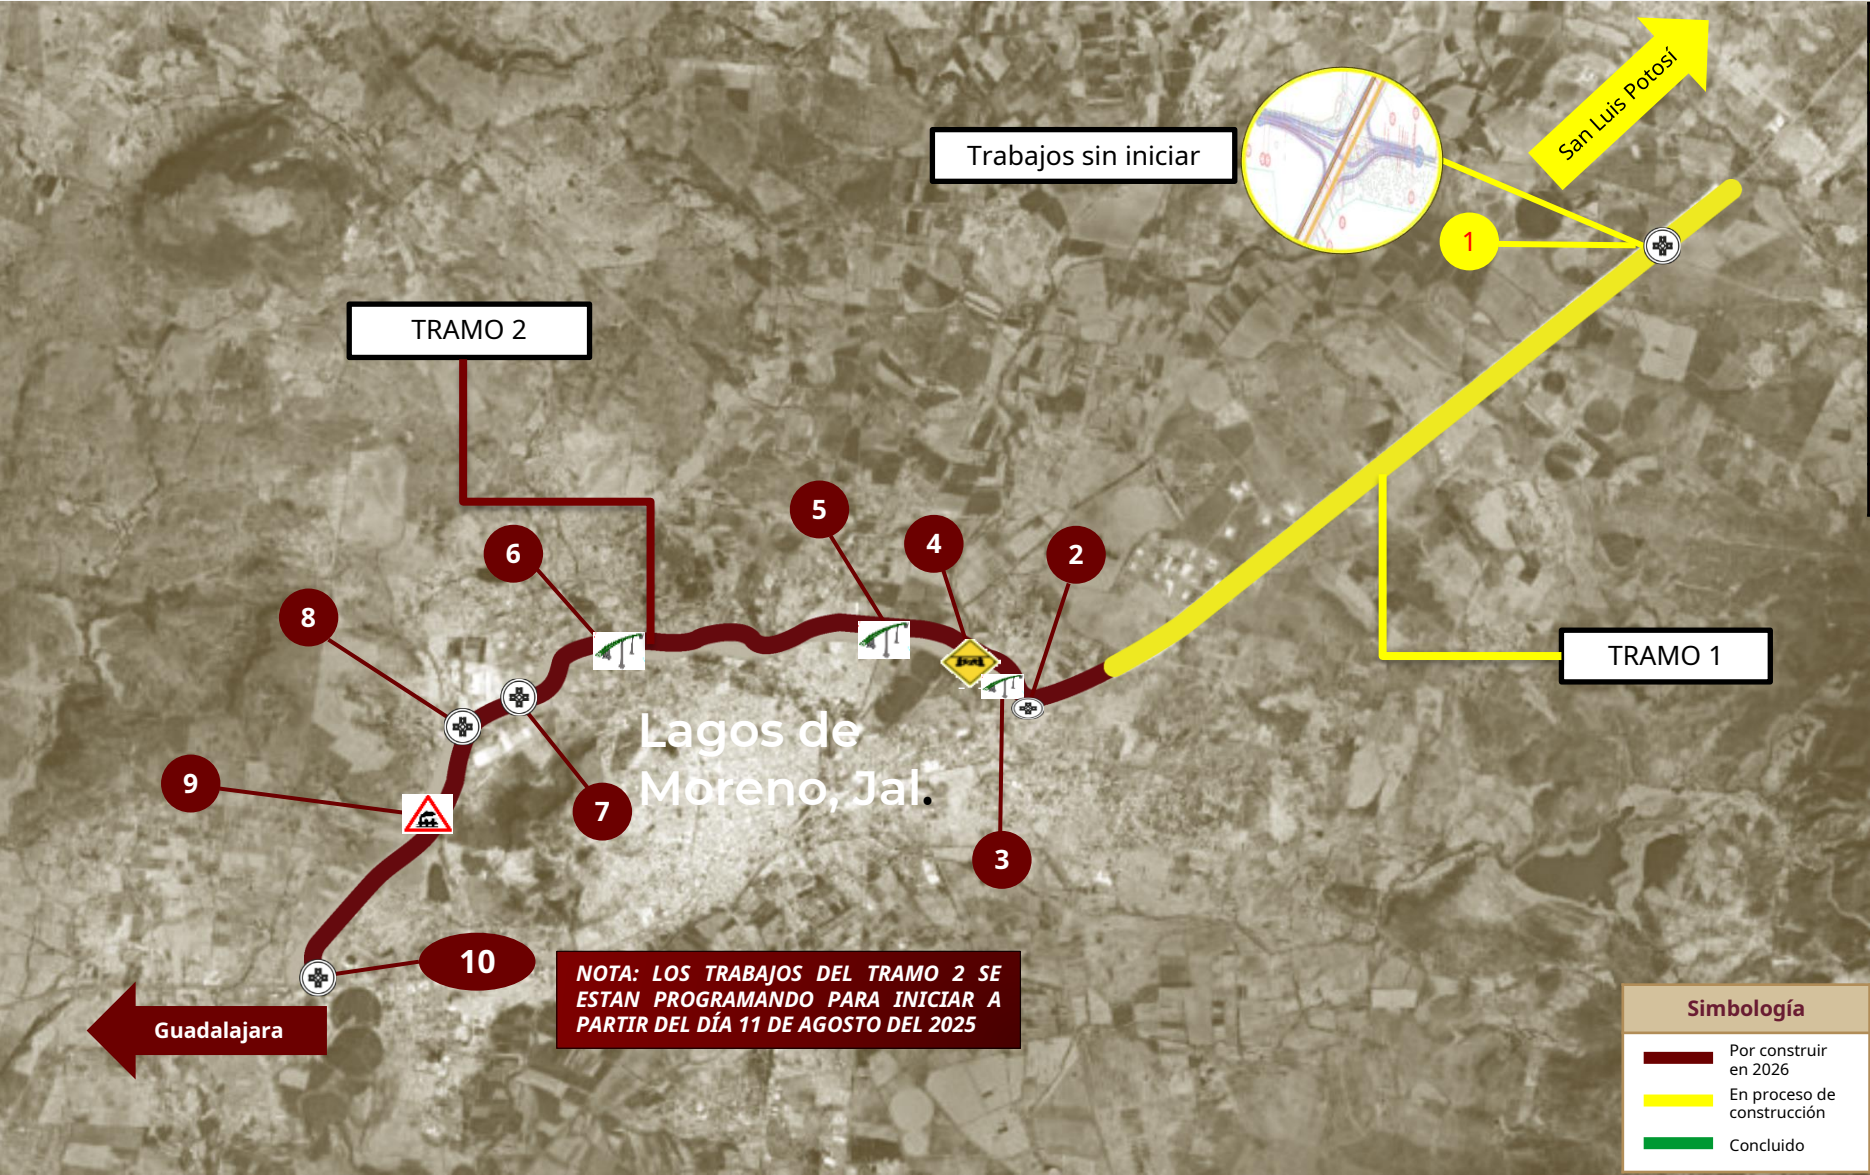 San Luis Potosí
Trabajos sin iniciar
1
TRAMO 2
5
4
2
6
8
TRAMO 1
Lagos de
Moreno, Jal.
9
7
3
10
NOTA: LOS TRABAJOS DEL TRAMO 2 SE
ESTAN PROGRAMANDO PARA INICIAR A
PARTIR DEL DÍA 11 DE AGOSTO DEL 2025
Guadalajara
Simbología
Por construir
en 2026
En proceso de
construcción
Concluido